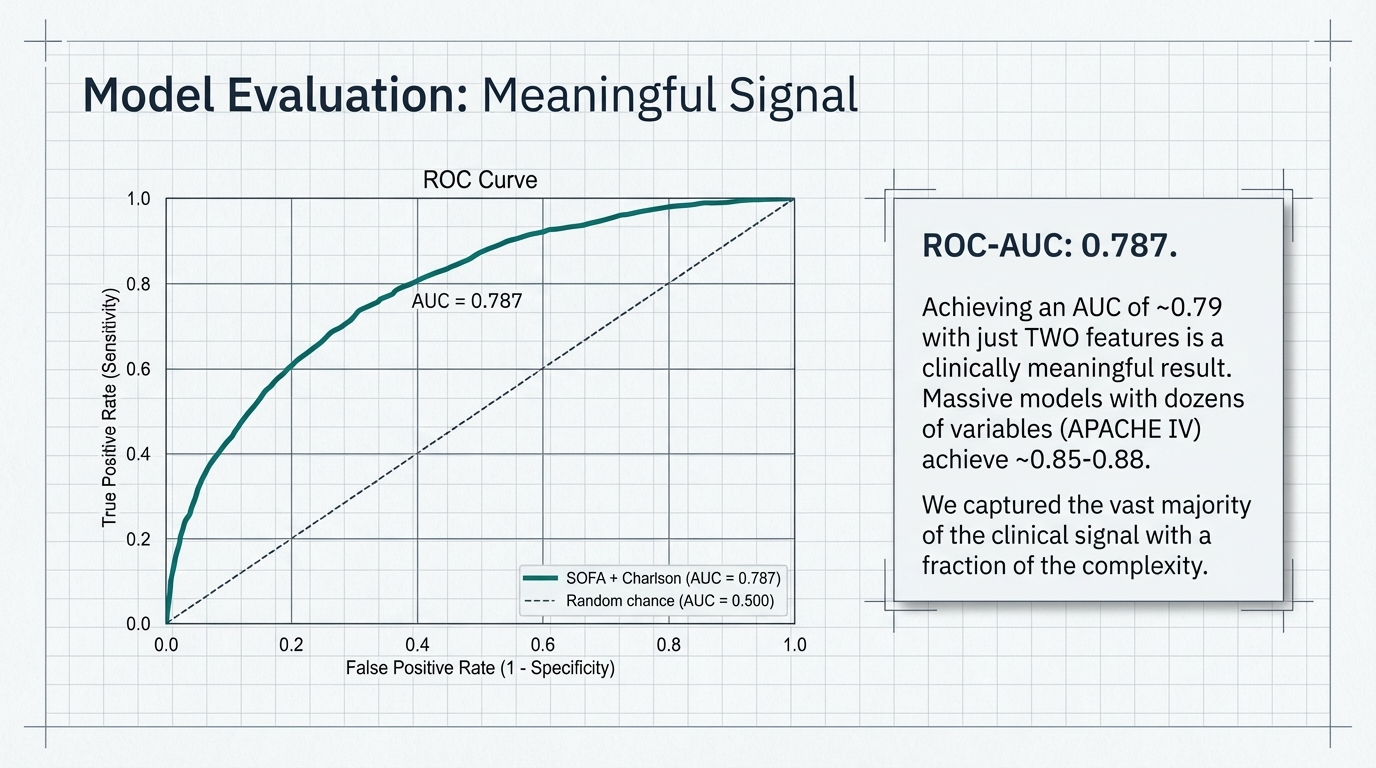 Model Evaluation: Meaningful Signal
ROC Curve
1.0
0.8
0.6
0.4
0.2
0.0
True Positive Rate (Sensitivity)
AUC = 0.787
SOFA + Charlson (AUC = 0.787)
Random chance (AUC = 0.500)
0.0 0.2 0.4 0.6 0.8 1.0
False Positive Rate (1 - Specificity)
ROC-AUC: 0.787.
Achieving an AUC of ~0.79
with just TWO features is a
clinically meaningful result.
Massive models with dozens
of variables (APACHE IV)
achieve ~0.85-0.88.
We captured the vast majority
of the clinical signal with a
fraction of the complexity.